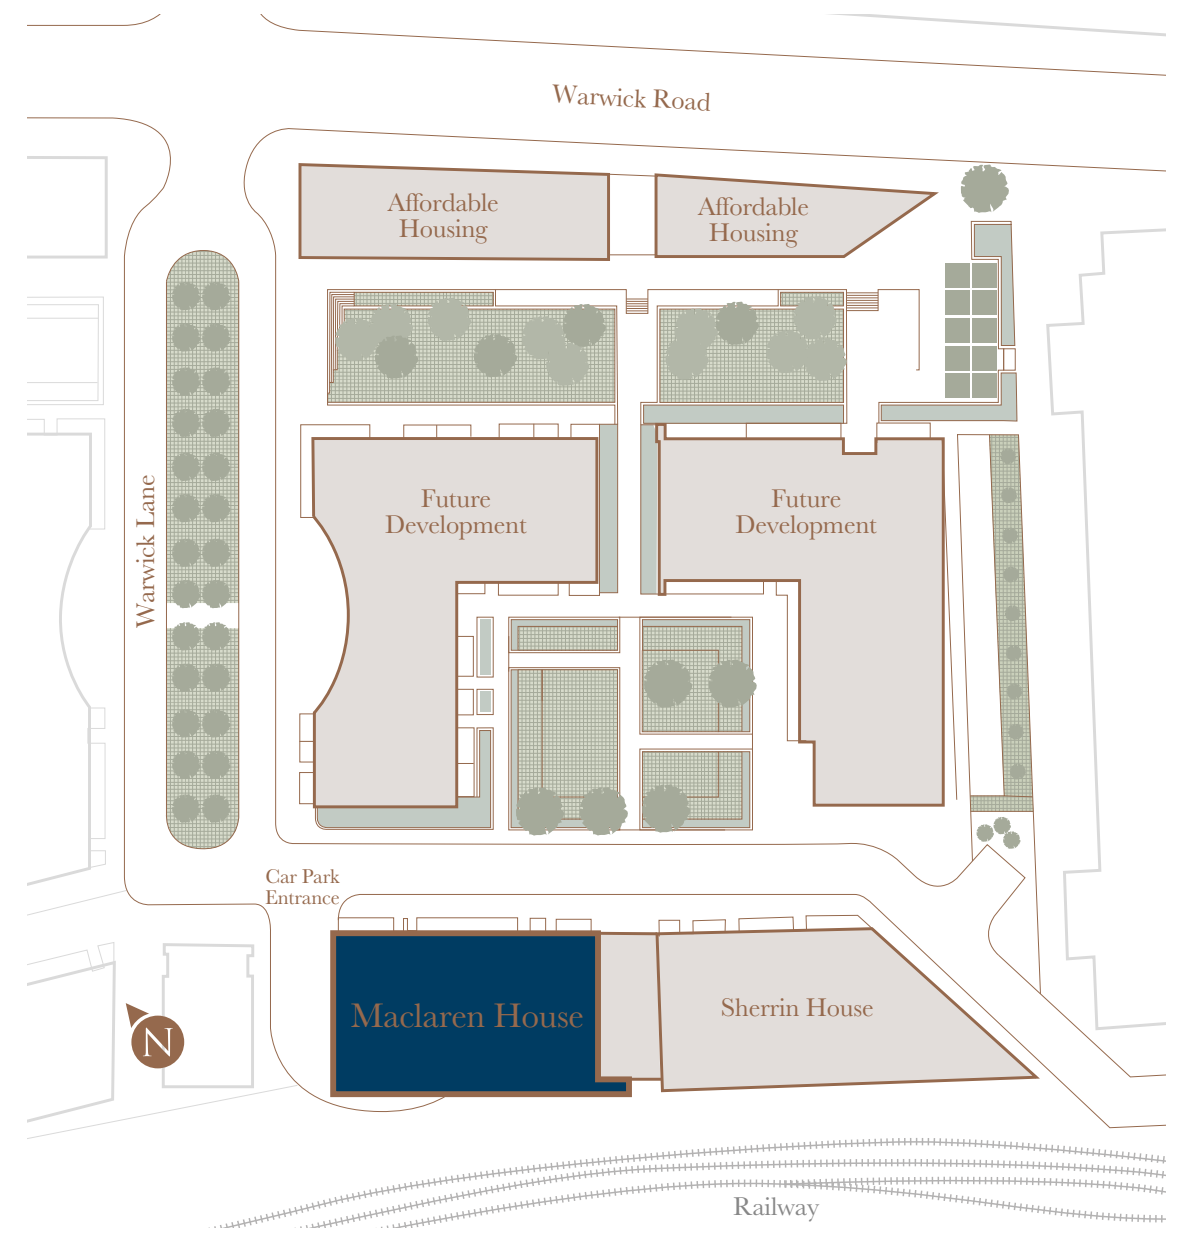 Warwick Road
Affordable
Housing
Affordable
Housing
Warwick Lane
Future
Development
Future
Development
Car Park
Entrance
Maclaren House
Sherrin House
N
Railway